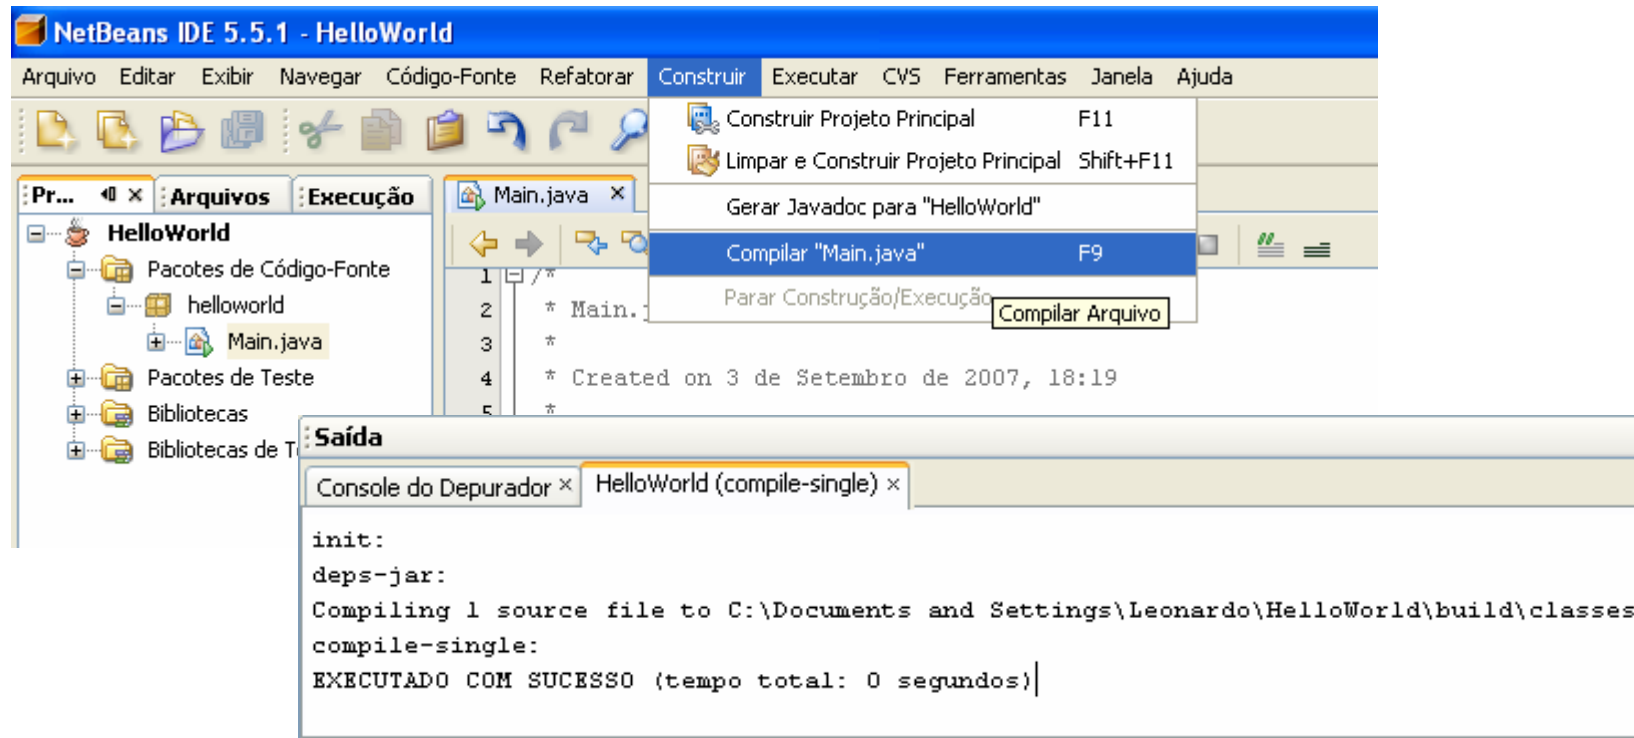 NetBeans IDE 5.5.1 - HelloWorld
Arquivo Editar Exibir Navegar Código-Fonte Refatorar Construir Executar CVS Ferramentas Janela Ajuda
Construir Projeto Principal F11
Limpar e Construir Projeto Principal Shift+F11
Gerar Javadoc para "HelloWorld"
Compilar "Main.java" F9
Parar Construção/Execução
Compilar Arquivo
Pr... Arquivos Execução
HelloWorld
Pacotes de Código-Fonte
helloworld
Main.java
Pacotes de Teste
Bibliotecas
Bibliotecas de T
Main.java
1 /*
2 * Main.
3 *
4 * Created on 3 de Setembro de 2007, 18:19
5 *
Saída
Console do Depurador HelloWorld (compile-single)
init:
deps-jar:
Compiling 1 source file to C:\Documents and Settings\Leonardo\HelloWorld\build\classes
compile-single:
EXECUTADO COM SUCESSO (tempo total: 0 segundos)